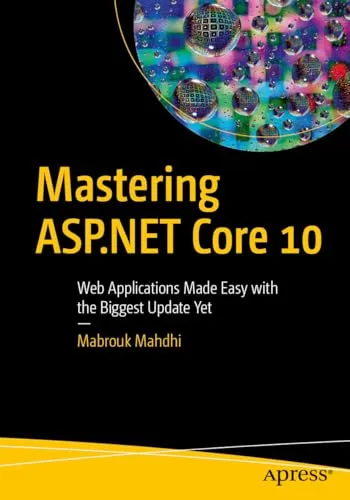 Mastering
ASP.NET Core 10
Web Applications Made Easy with
the Biggest Update Yet
—
Mabrouk Mahdhi
Apress®